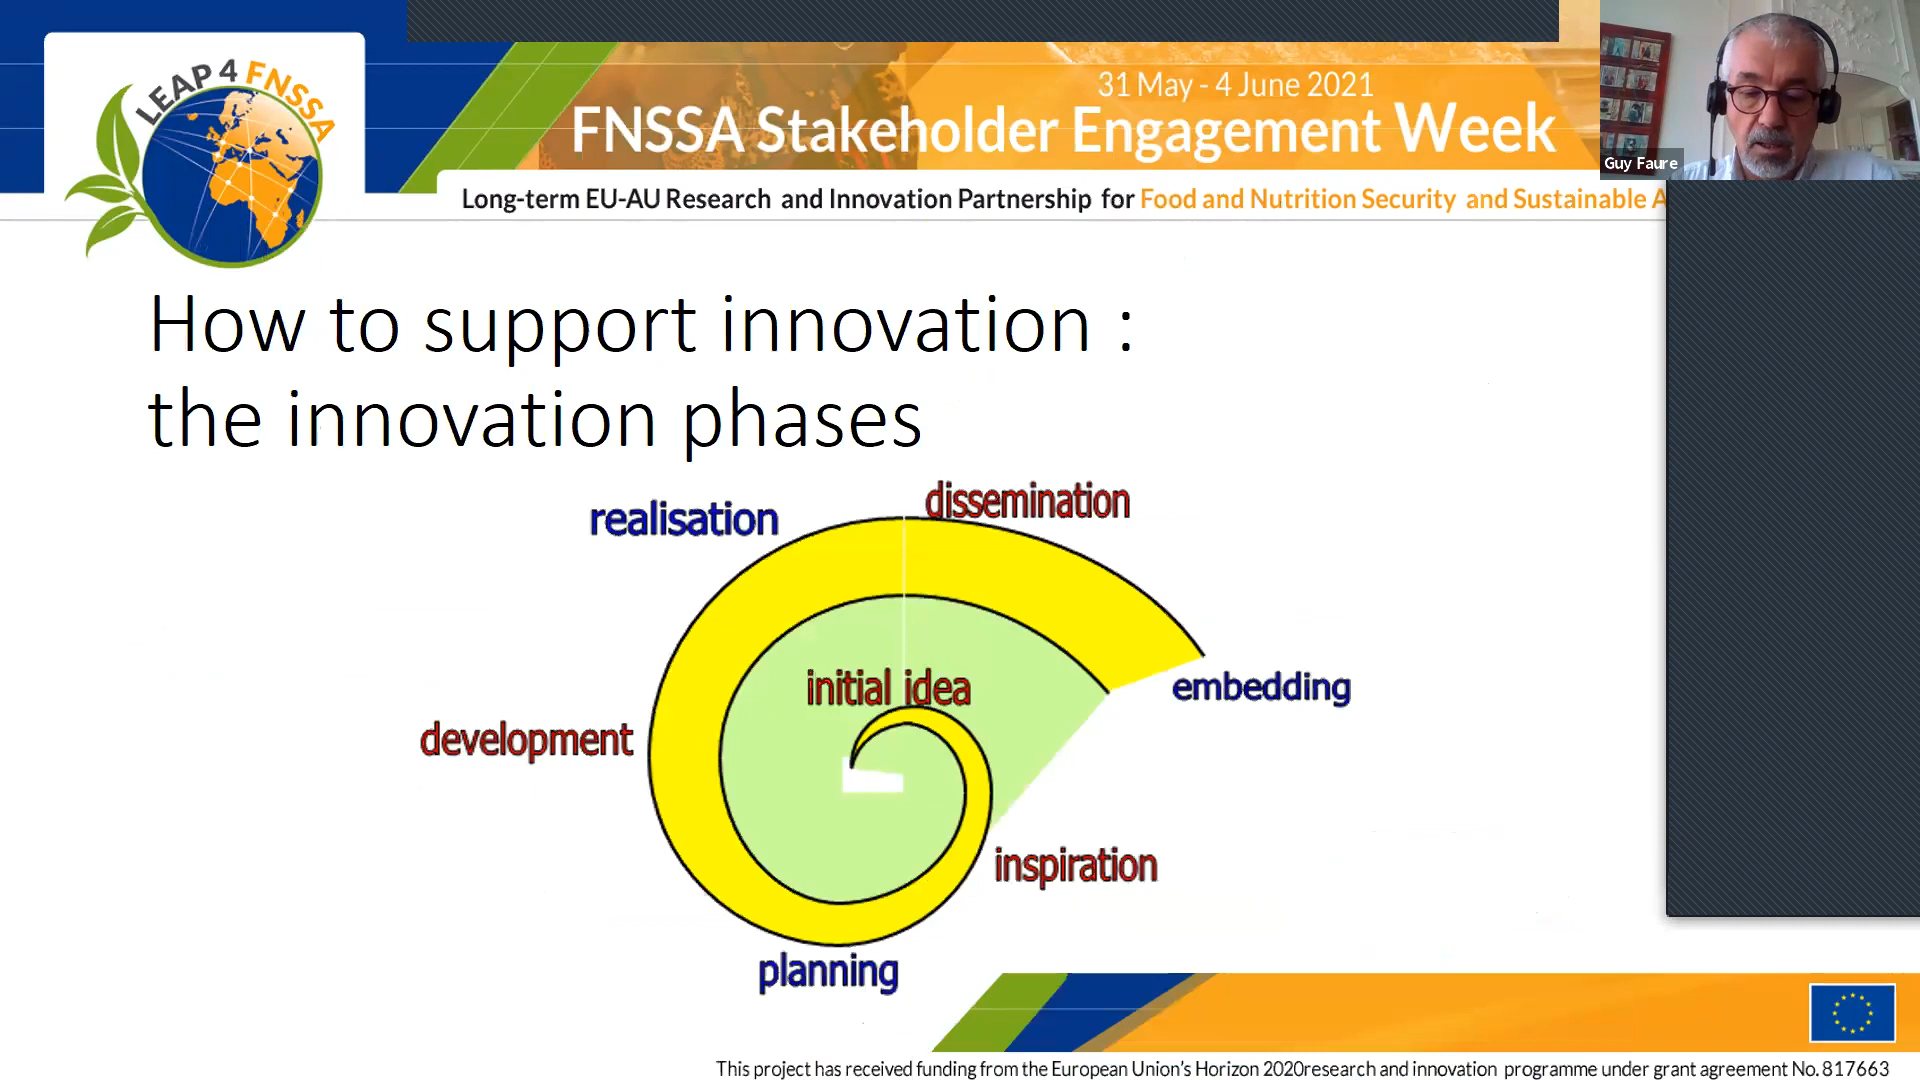 LEAP 4 FNSSA
31 May - 4 June 2021
FNSSA Stakeholder Engagement Week
Long-term EU-AU Research and Innovation Partnership for Food and Nutrition Security and Sustainable A
Guy Faure
How to support innovation :
the innovation phases
dissemination
realisation
initial idea
embedding
development
inspiration
planning
This project has received funding from the European Union's Horizon 2020research and innovation programme under grant agreement No. 817663